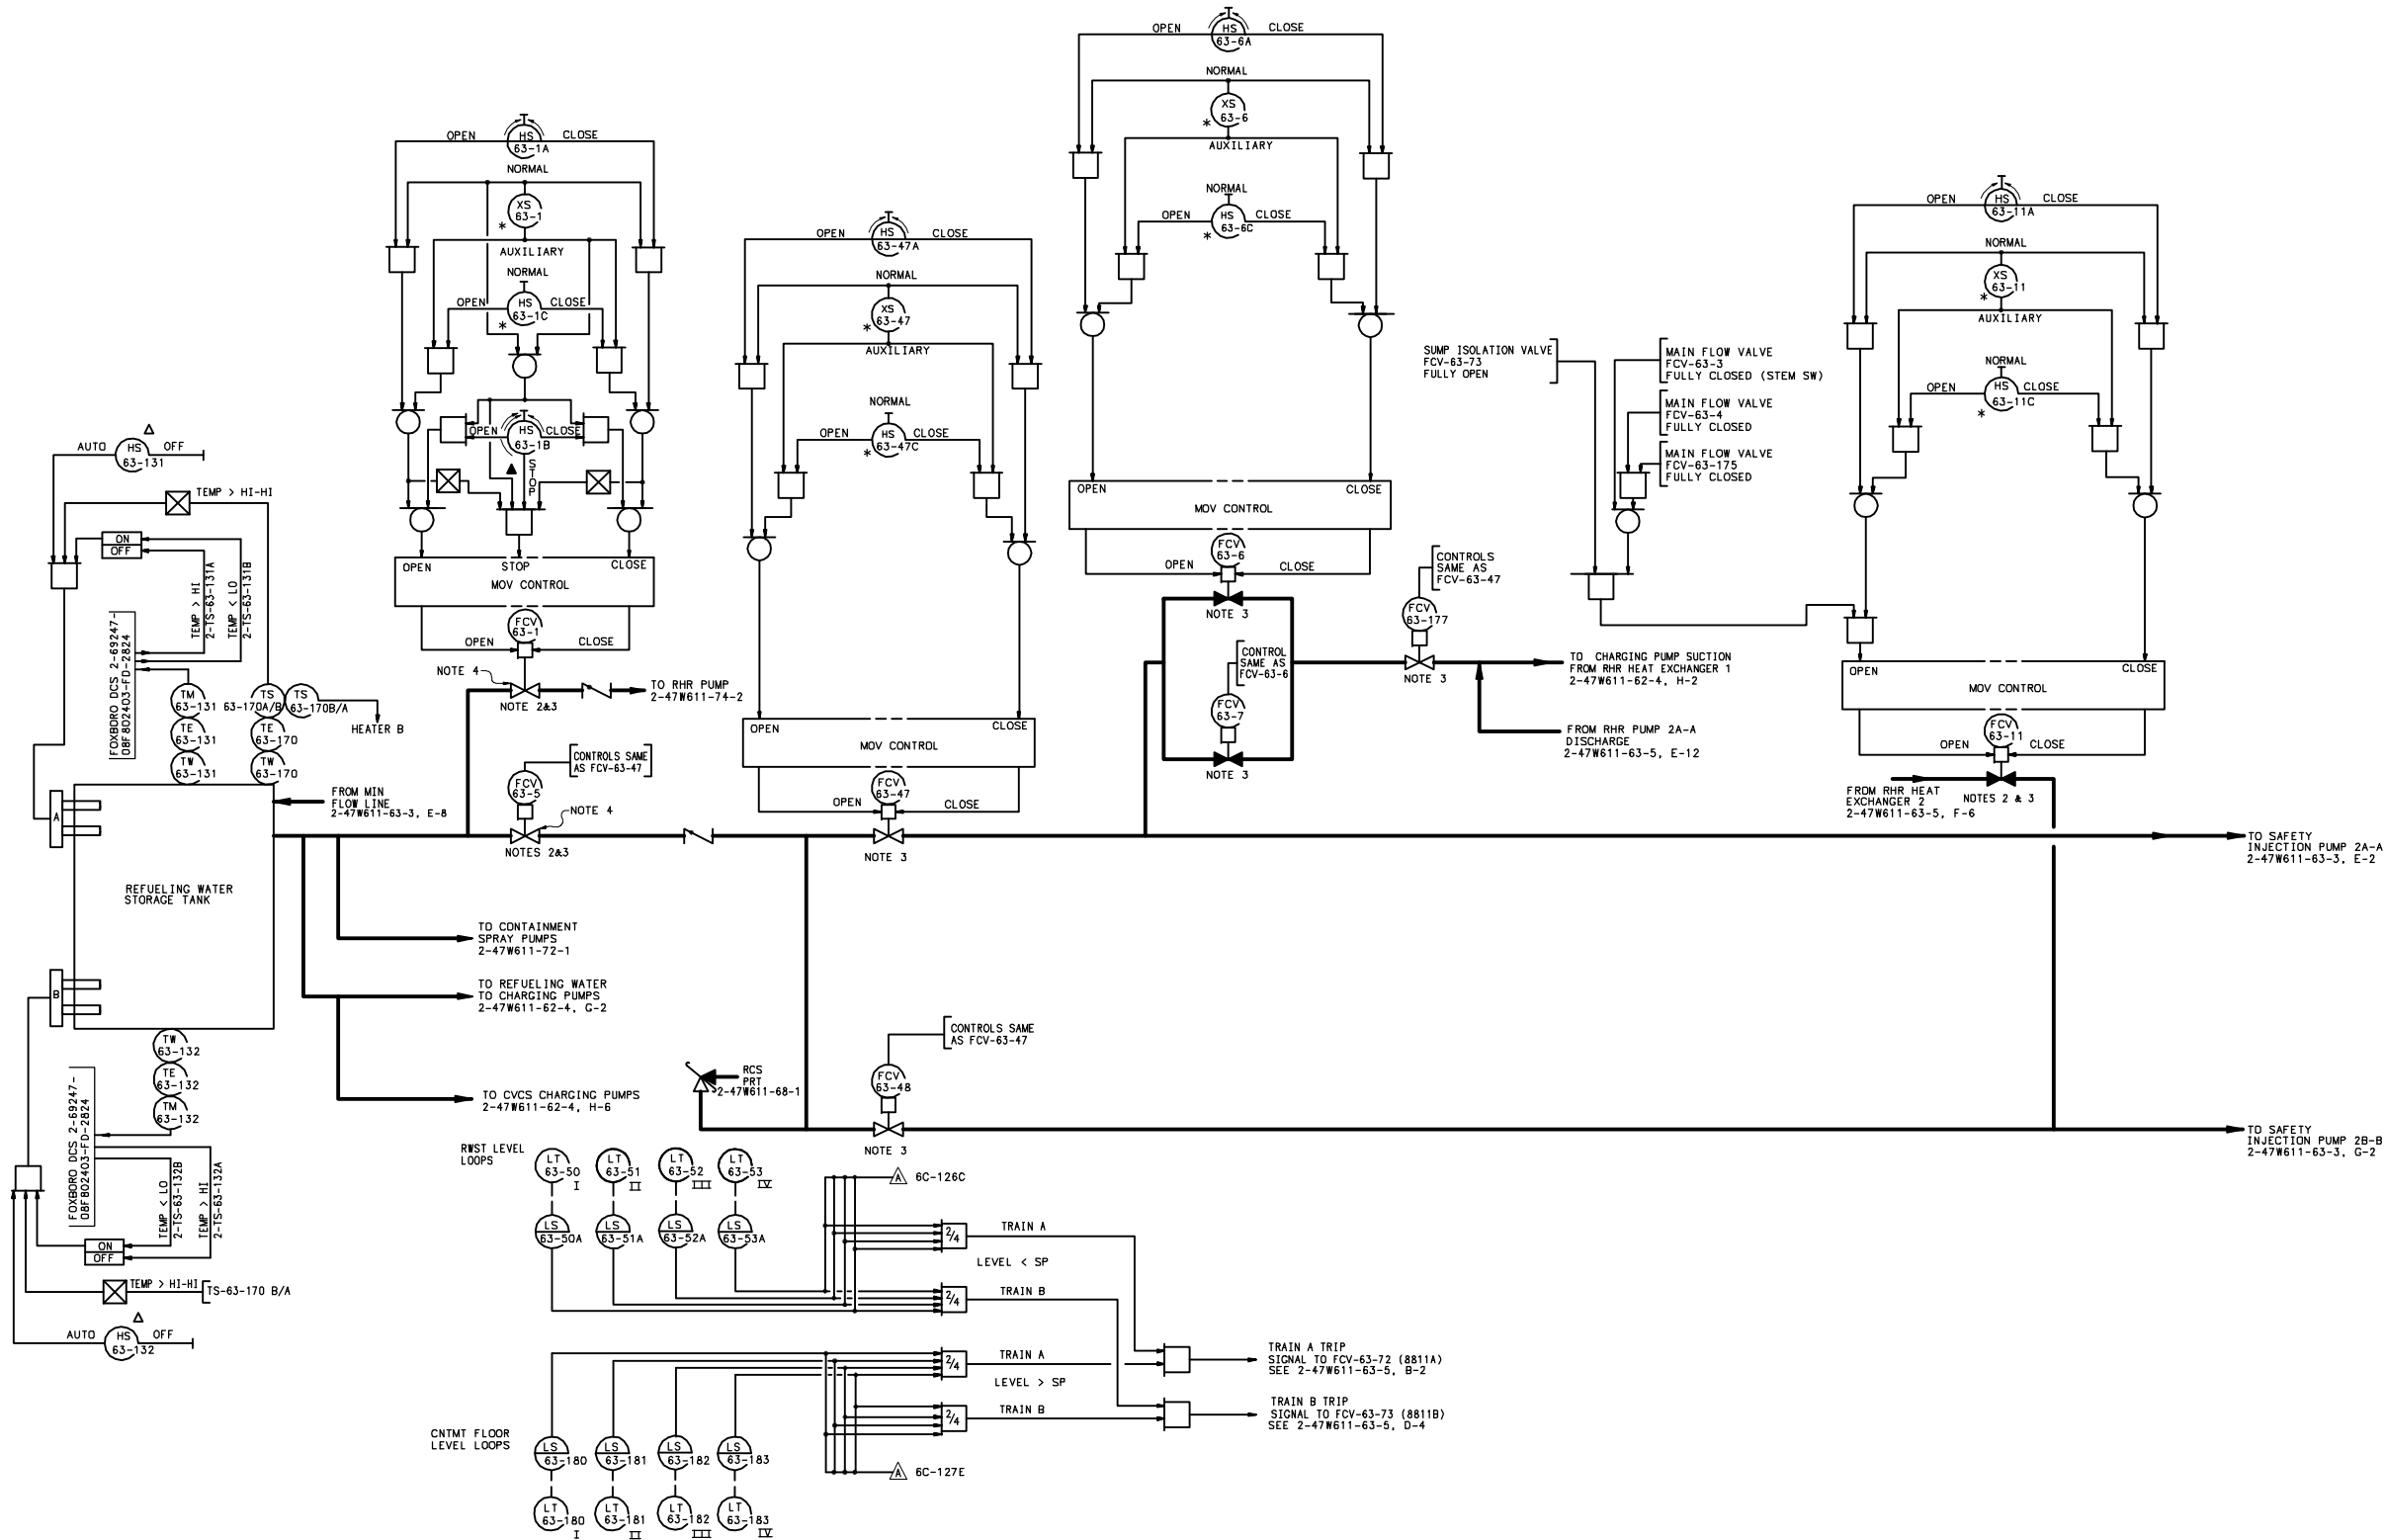 OPEN
HS
63-6A
CLOSE
NORMAL
XS
63-6
*
AUXILIARY
NORMAL
OPEN
HS
63-6C
CLOSE
*
OPEN
CLOSE
MOV CONTROL
FCV
63-6
OPEN
CLOSE
NOTE 3
CONTROL
SAME AS
FCV-63-6
FCV
63-7
NOTE 3
OPEN
HS
63-1A
CLOSE
NORMAL
XS
63-1
*
AUXILIARY
NORMAL
OPEN
HS
63-1C
CLOSE
*
OPEN
HS
63-1B
CLOSE
STOP
OPEN
STOP
CLOSE
MOV CONTROL
FCV
63-1
OPEN
CLOSE
NOTE 4
NOTE 2&3
TO RHR PUMP
2-47W611-74-2
OPEN
HS
63-47A
CLOSE
NORMAL
XS
63-47
*
AUXILIARY
NORMAL
OPEN
HS
63-47C
CLOSE
*
OPEN
CLOSE
MOV CONTROL
FCV
63-47
OPEN
CLOSE
NOTE 3
OPEN
HS
63-11A
CLOSE
NORMAL
XS
63-11
*
AUXILIARY
NORMAL
OPEN
HS
63-11C
CLOSE
*
OPEN
CLOSE
MOV CONTROL
FCV
63-11
OPEN
CLOSE
NOTES 2 & 3
FROM RHR HEAT
EXCHANGER 2
2-47W611-63-5, F-6
SUMP ISOLATION VALVE
FCV-63-73
FULLY OPEN
MAIN FLOW VALVE
FCV-63-3
FULLY CLOSED (STEM SW)
MAIN FLOW VALVE
FCV-63-4
FULLY CLOSED
MAIN FLOW VALVE
FCV-63-175
FULLY CLOSED
CONTROLS
SAME AS
FCV-63-47
FCV
63-177
NOTE 3
TO CHARGING PUMP SUCTION
FROM RHR HEAT EXCHANGER 1
2-47W611-62-4, H-2
FROM RHR PUMP 2A-A
DISCHARGE
2-47W611-63-5, E-12
AUTO
HS
63-131
OFF
TEMP > HI-HI
ON
OFF
TEMP > HI
2-TS-63-131A
TEMP < LO
2-TS-63-131B
FOXBORO DCS 2-69247-
08F802403-FD-2824
TM
63-131
TE
63-131
TW
63-131
TS
63-170A/B
TS
63-170B/A
TE
63-170
TW
63-170
HEATER B
FROM MIN
FLOW LINE
2-47W611-63-3, E-8
A
REFUELING WATER
STORAGE TANK
B
CONTROLS SAME
AS FCV-63-47
FCV
63-5
NOTE 4
NOTES 2&3
TO SAFETY
INJECTION PUMP 2A-A
2-47W611-63-3, E-2
TO CONTAINMENT
SPRAY PUMPS
2-47W611-72-1
TO REFUELING WATER
TO CHARGING PUMPS
2-47W611-62-4, G-2
TO CVCS CHARGING PUMPS
2-47W611-62-4, H-6
RCS
PRT
2-47W611-68-1
CONTROLS SAME
AS FCV-63-47
FCV
63-48
NOTE 3
TO SAFETY
INJECTION PUMP 2B-B
2-47W611-63-3, G-2
TW
63-132
TE
63-132
TM
63-132
FOXBORO DCS 2-69247-
08F802403-FD-2824
TEMP < LO
2-TS-63-132B
TEMP > HI
2-TS-63-132A
ON
OFF
TEMP > HI-HI
TS-63-170 B/A
AUTO
HS
63-132
OFF
RWST LEVEL
LOOPS
LT
63-50
I
LT
63-51
II
LT
63-52
III
LT
63-53
IV
LS
63-50A
LS
63-51A
LS
63-52A
LS
63-53A
A
6C-126C
2/4
TRAIN A
LEVEL < SP
2/4
TRAIN B
2/4
TRAIN A
LEVEL > SP
2/4
TRAIN B
A
6C-127E
TRAIN A TRIP
SIGNAL TO FCV-63-72 (8811A)
SEE 2-47W611-63-5, B-2
TRAIN B TRIP
SIGNAL TO FCV-63-73 (8811B)
SEE 2-47W611-63-5, D-4
CNTMT FLOOR
LEVEL LOOPS
LS
63-180
LS
63-181
LS
63-182
LS
63-183
LT
63-180
I
LT
63-181
II
LT
63-182
III
LT
63-183
IV